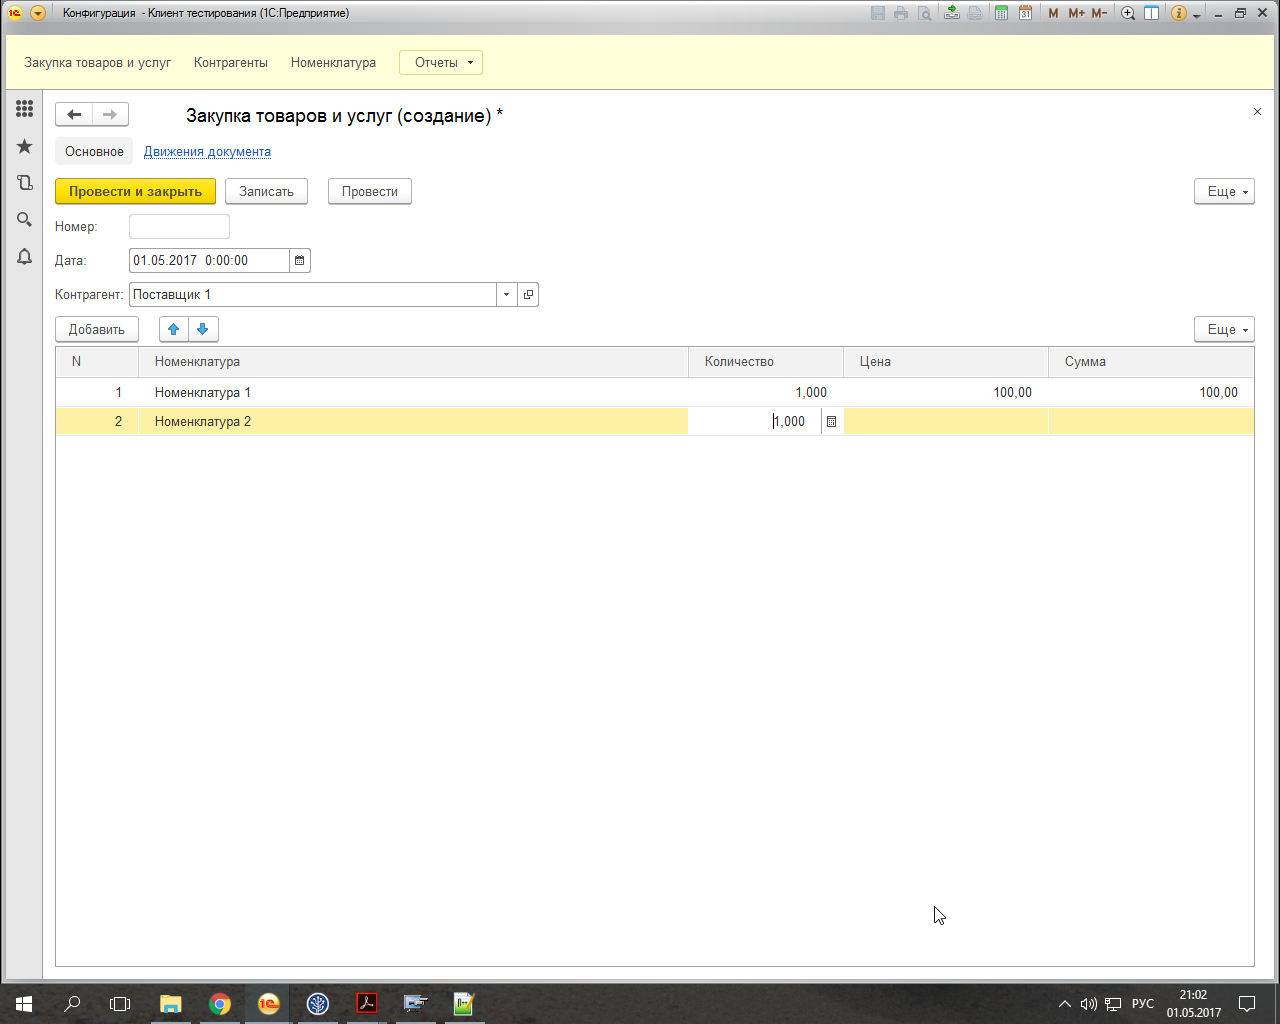 Конфигурация - Клиент тестирования (1С:Предприятие)
31 M M+ M-
Закупка товаров и услуг Контрагенты Номенклатура Отчеты
Закупка товаров и услуг (создание) *
Основное Движения документа
Провести и закрыть Записать Провести Еще
Номер:
Дата: 01.05.2017 0:00:00
Контрагент: Поставщик 1
Добавить Еще
N Номенклатура Количество Цена Сумма
1 Номенклатура 1 1,000 100,00 100,00
2 Номенклатура 2 1,000
РУС 21:02
01.05.2017